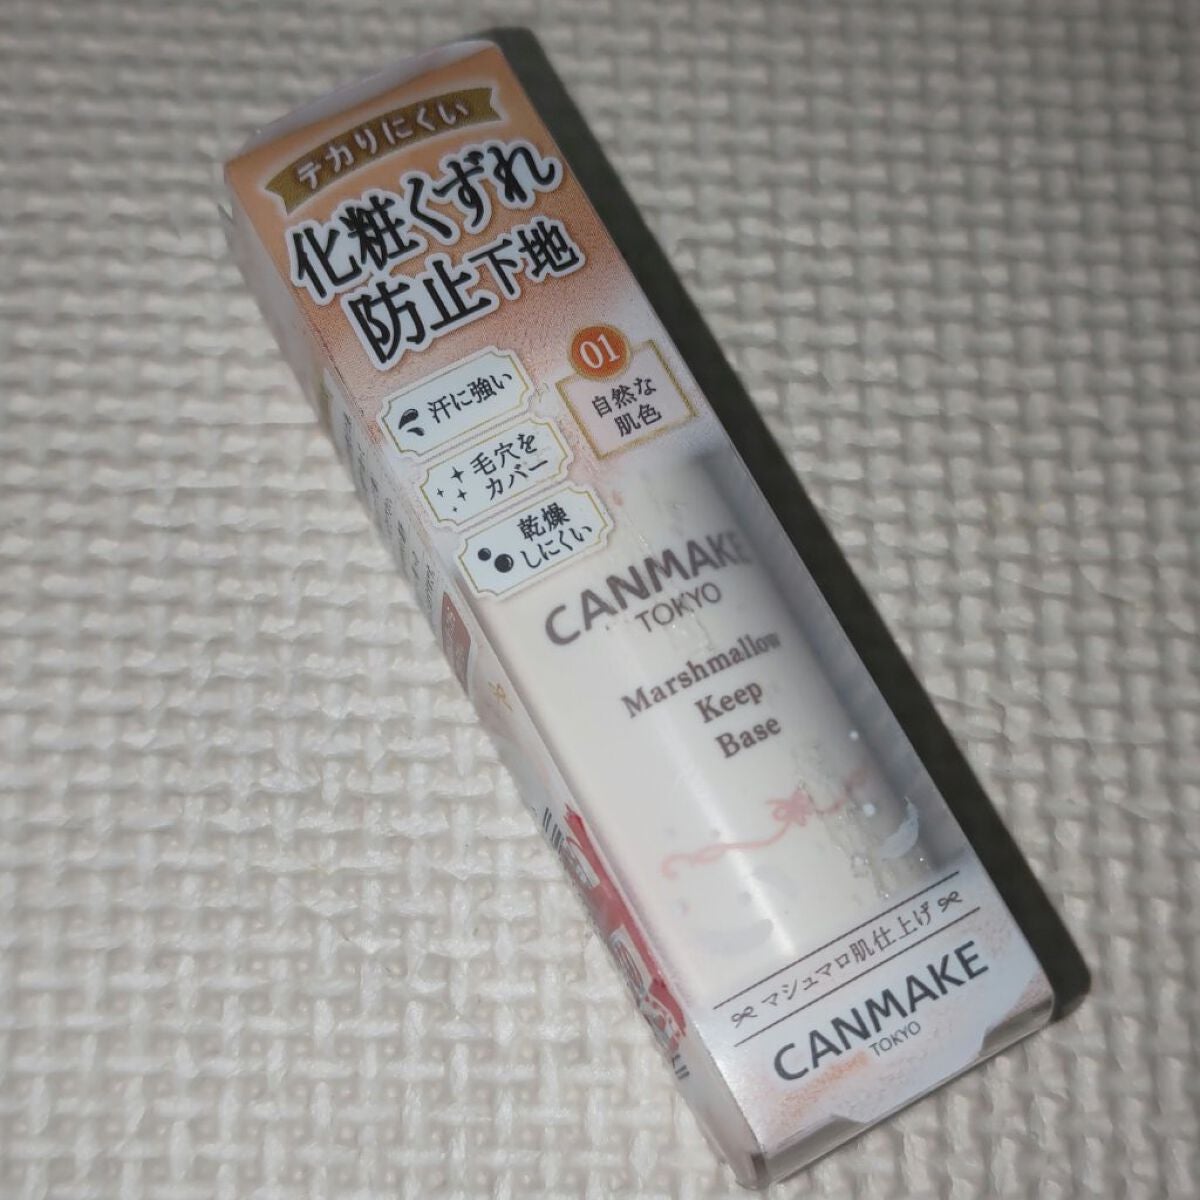 テカりにくい
化粧くずれ
防止下地
01
自然な
肌色
汗に強い
毛穴を
カバー
乾燥
しにくい
CANMAKE
TOKYO
Marshmallow
Keep
Base
マシュマロ肌仕上げ
CANMAKE
TOKYO